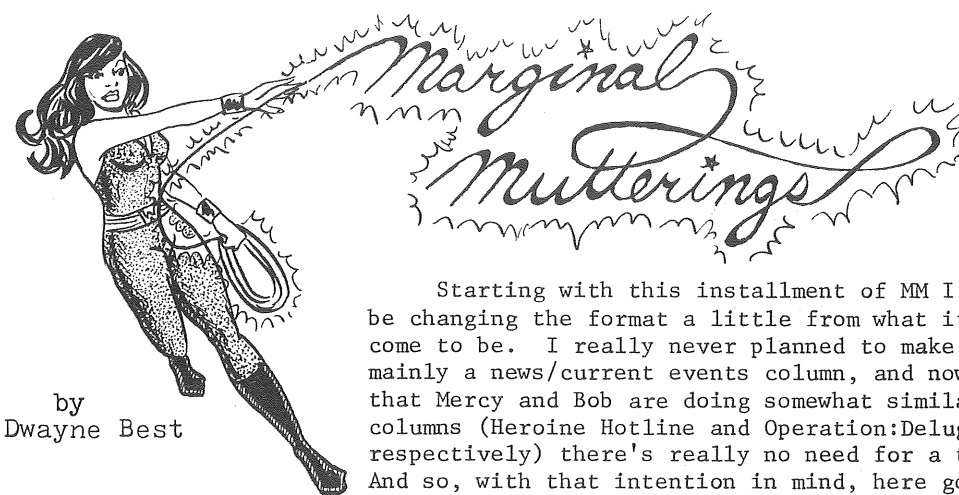 Marginal
Mutterings
Starting with this installment of MM I
be changing the format a little from what it
come to be. I really never planned to make
mainly a news/current events column, and now
that Mercy and Bob are doing somewhat simila
columns (Heroine Hotline and Operation:Delug
respectively) there's really no need for a t
And so, with that intention in mind, here go
by
Dwayne Best